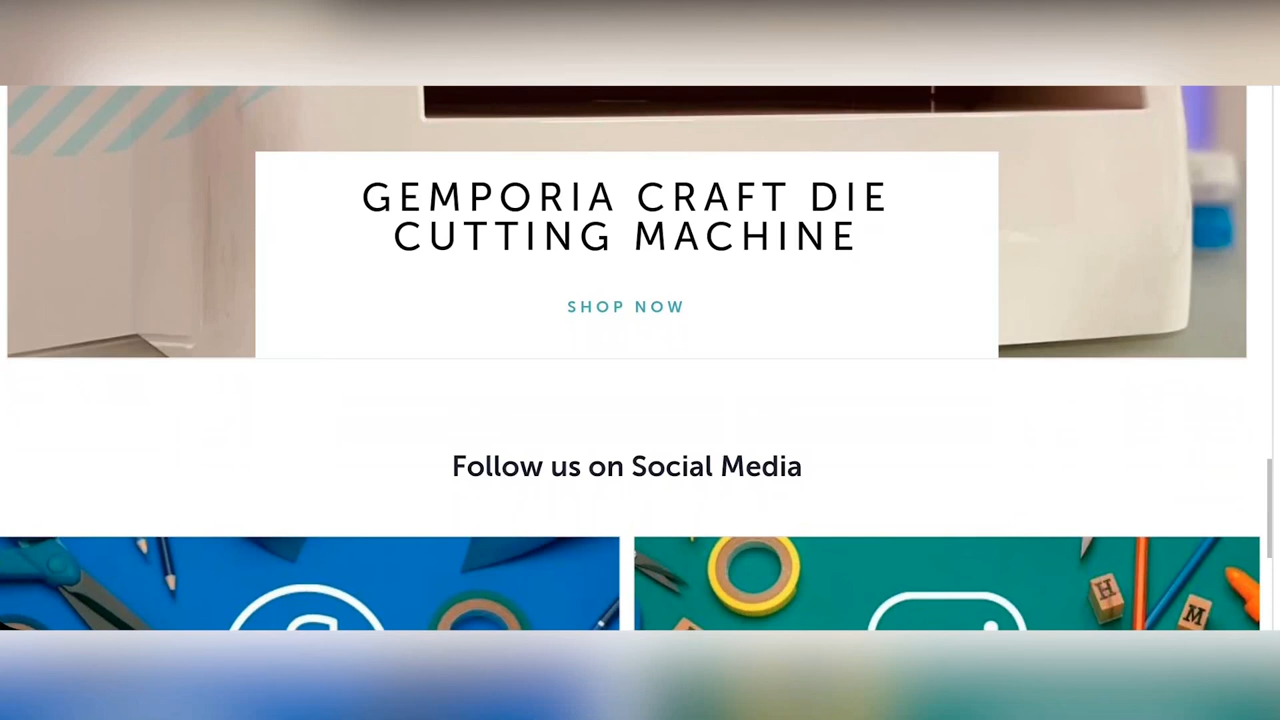 GEMPORIA CRAFT DIE
CUTTING MACHINE
SHOP NOW
Follow us on Social Media
H
M